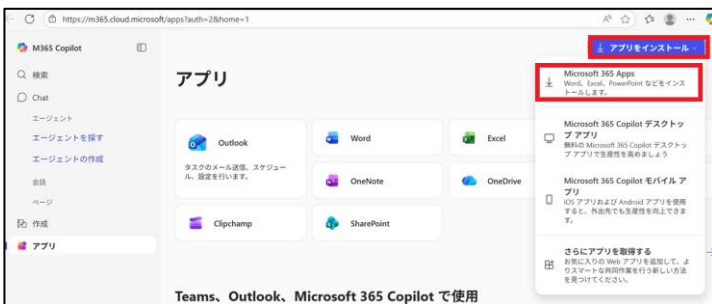 https://m365.cloud.microsoft/apps?auth=2&home=1
M365 Copilot
アプリをインストール
検索
Chat
エージェント
エージェントを探す
エージェントの作成
会話
ページ
作成
アプリ
アプリ
Outlook
タスクのメール送信、スケジュー
ル、設定を行います。
Word
Excel
OneNote
OneDrive
Clipchamp
SharePoint
Microsoft 365 Apps
Word、Excel、PowerPoint などをインス
トールします。
Microsoft 365 Copilot デスクトッ
プ アプリ
無料の Microsoft 365 Copilot デスクトッ
プ アプリで生産性を高めましょう
Microsoft 365 Copilot モバイル ア
プリ
iOS アプリおよび Android アプリを使用
すると、外出先でも生産性を向上できま
す。
さらにアプリを取得する
お気に入りの Web アプリを追加して、よ
りスマートな共同作業を行う新しい方法
を見つけてください。
Teams、Outlook、Microsoft 365 Copilot で使用